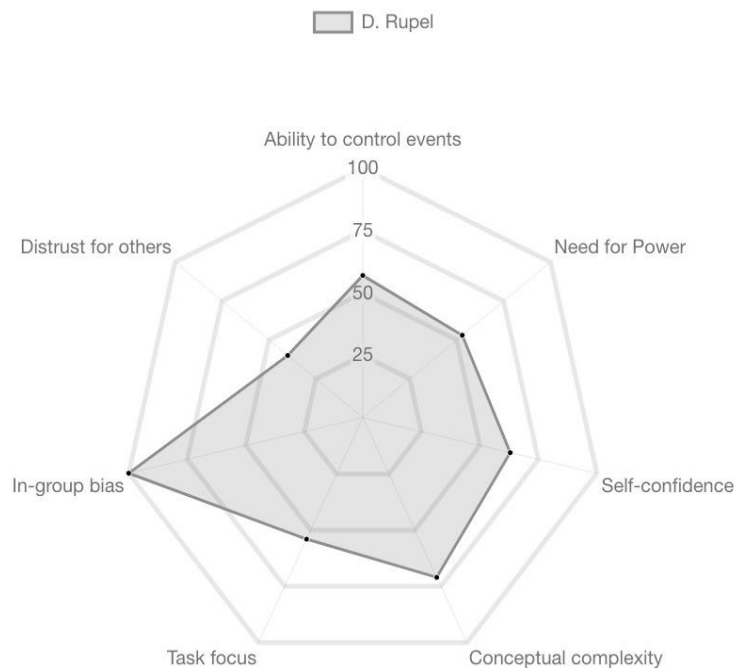 D. Rupel
Ability to control events
100
75
50
25
Distrust for others
Need for Power
In-group bias
Self-confidence
Task focus
Conceptual complexity